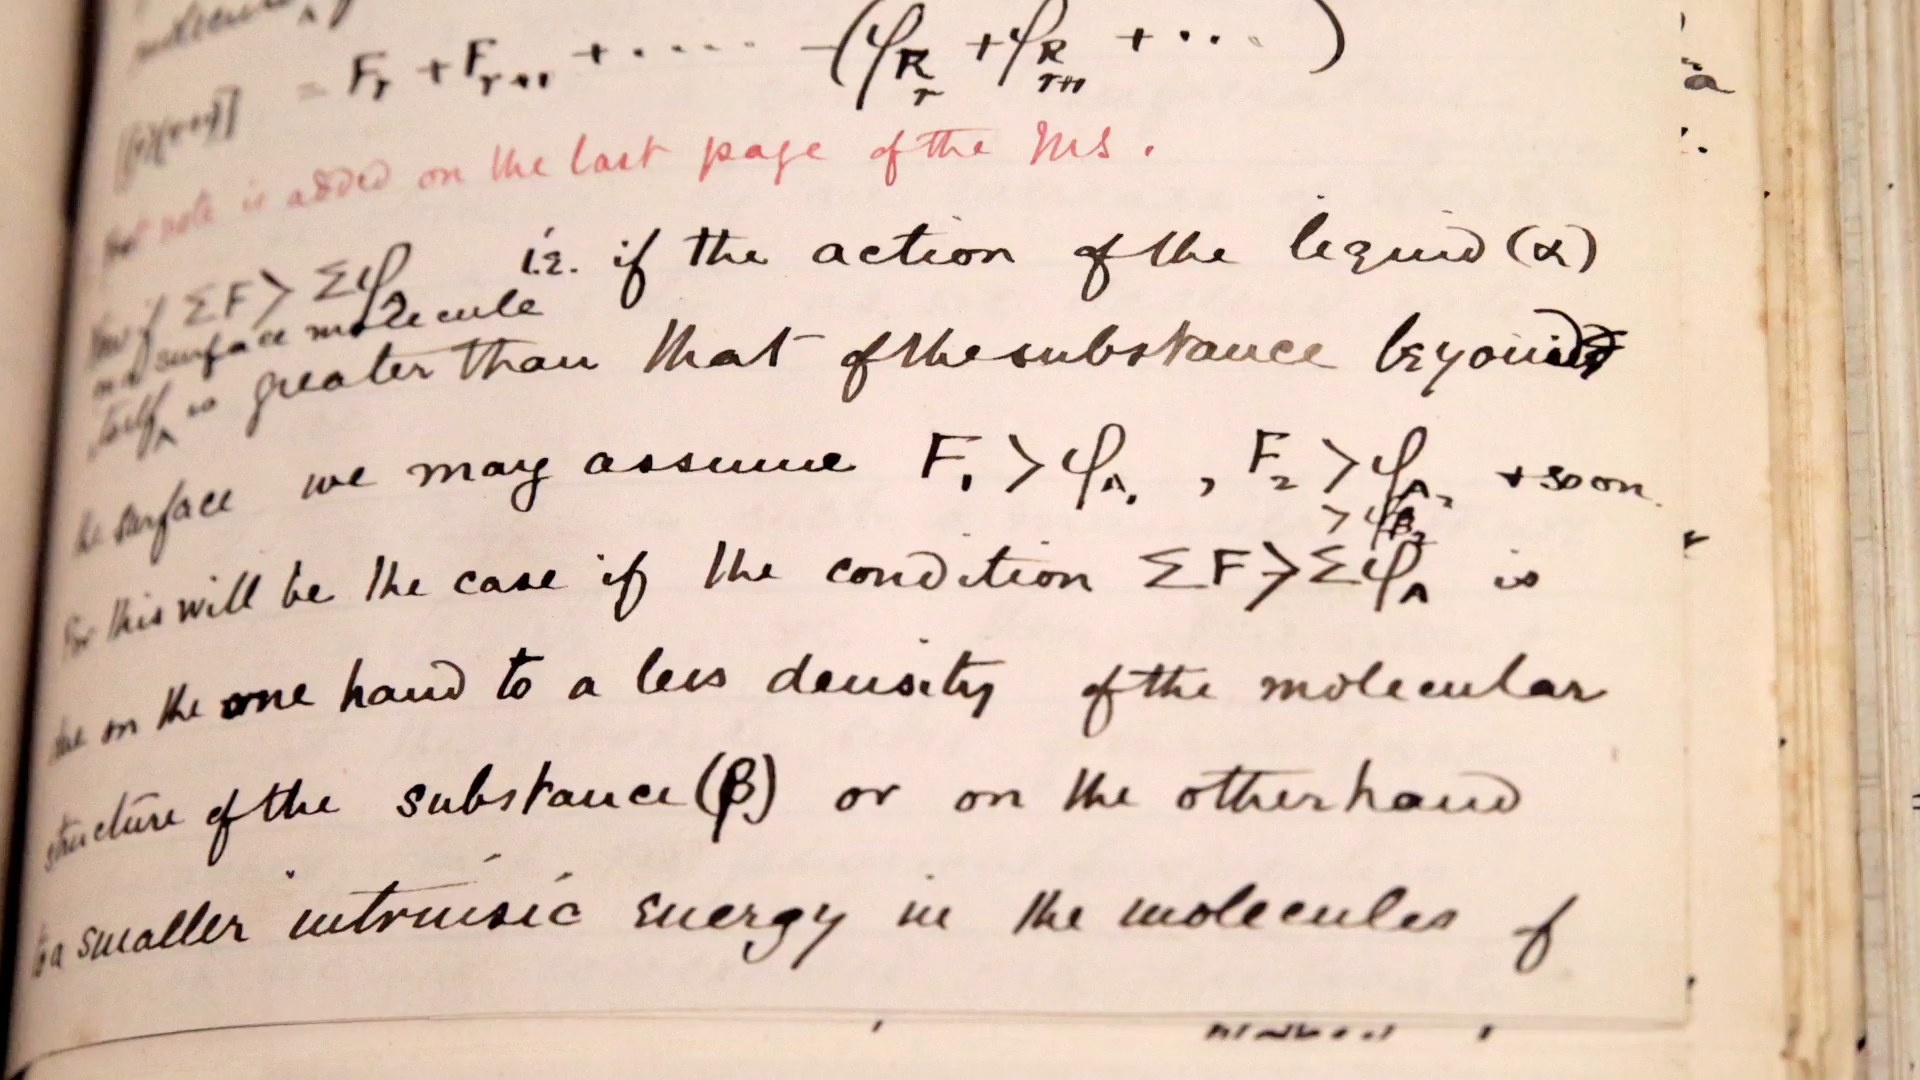 = F_r + F_{r+1} + ..... - (φ_{R_r} + φ_{R_{r+1}} + ... )
note is added on the last page of the MS.
ΣF > Σφ i.e. if the action of the liquid (α)
surface molecule
itself is greater than that of the substance beyond
the surface we may assume F₁ > φ_{A₁}, F₂ > φ_{A₂} + so on.
> φ_{B₂}
For this will be the case if the condition ΣF > Σφ_A is
due on the one hand to a less density of the molecular
structure of the substance (β) or on the other hand
to a smaller intrinsic energy in the molecules of